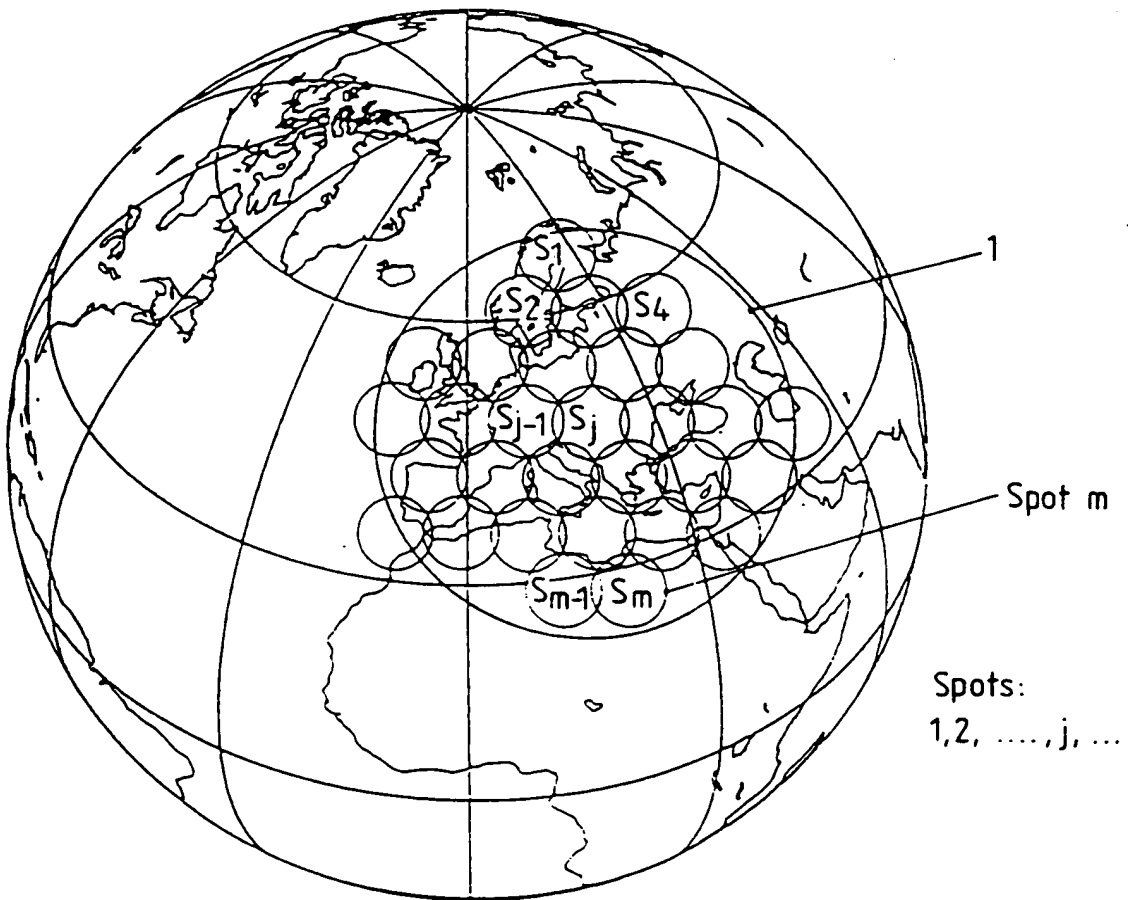 S1
1
S2
S4
Sj-1
Sj
Spot m
Sm-1
Sm
Spots:
1,2, ....,j, ...